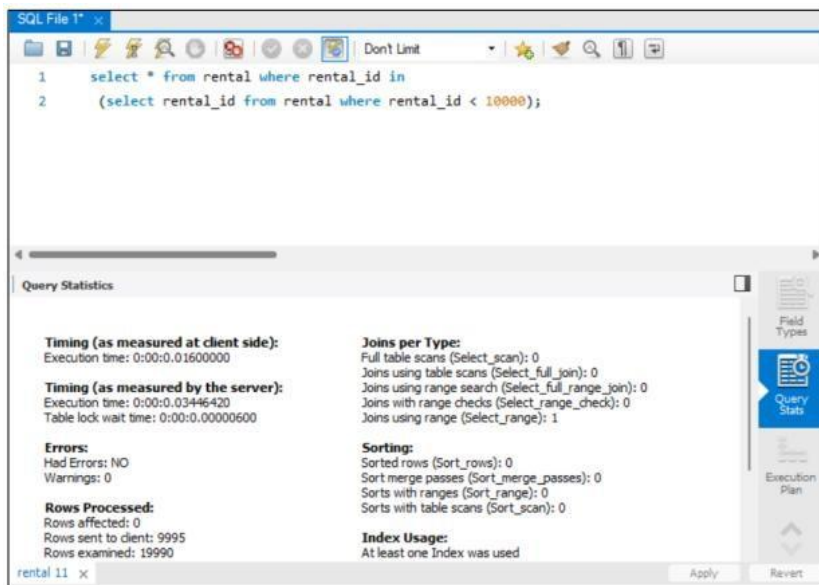 SQL File 1*
Don't Limit
1 select * from rental where rental_id in
2 (select rental_id from rental where rental_id < 10000);
Query Statistics
Timing (as measured at client side):
Execution time: 0:00:0.01600000
Timing (as measured by the server):
Execution time: 0:00:0.03446420
Table lock wait time: 0:00:0.00000600
Errors:
Had Errors: NO
Warnings: 0
Rows Processed:
Rows affected: 0
Rows sent to client: 9995
Rows examined: 19990
Joins per Type:
Full table scans (Select_scan): 0
Joins using table scans (Select_full_join): 0
Joins using range search (Select_full_range_join): 0
Joins with range checks (Select_range_check): 0
Joins using range (Select_range): 1
Sorting:
Sorted rows (Sort_rows): 0
Sort merge passes (Sort_merge_passes): 0
Sorts with ranges (Sort_range): 0
Sorts with table scans (Sort_scan): 0
Index Usage:
At least one Index was used
Field
Types
Query
Stats
Execution
Plan
rental 11
Apply
Revert